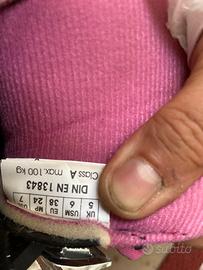 DIN EN 13843
Class A max. 100 kg
UK USM EU MP
5 6 38 24 7
subito